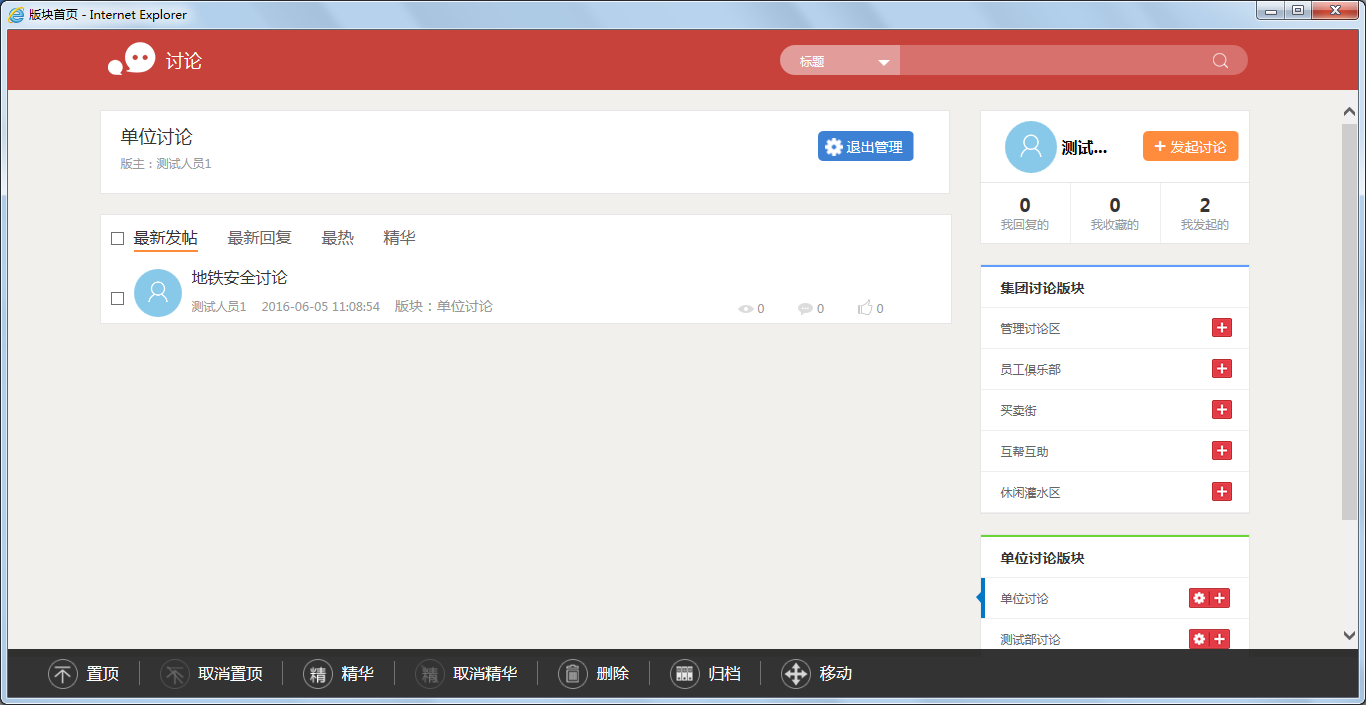 版块首页 - Internet Explorer
讨论
标题
单位讨论
版主：测试人员1
退出管理
最新发帖 最新回复 最热 精华
地铁安全讨论
测试人员1 2016-06-05 11:08:54 版块：单位讨论 0 0 0
测试... + 发起讨论
0 0 2
我回复的 我收藏的 我发起的
集团讨论版块
管理讨论区
员工俱乐部
买卖街
互帮互助
休闲灌水区
单位讨论版块
单位讨论
测试部讨论
置顶 取消置顶 精 精华 精 取消精华 删除 归档 移动